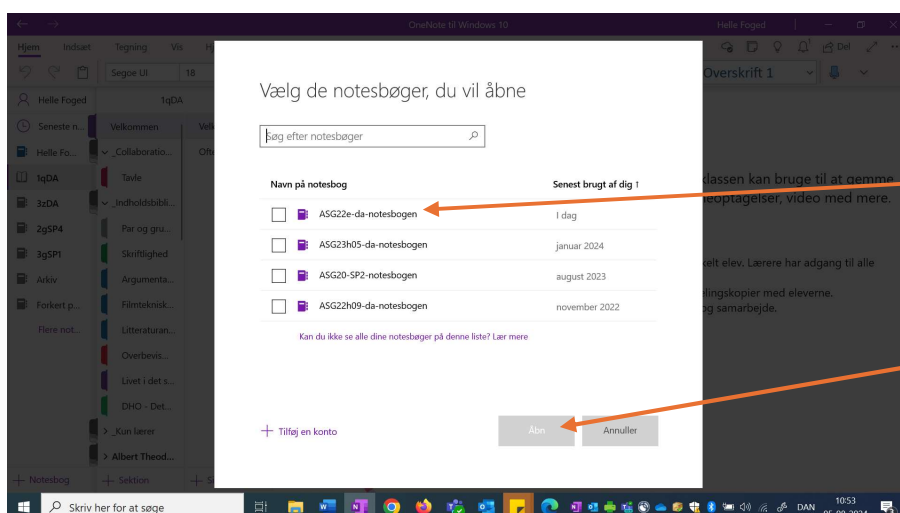 OneNote til Windows 10
Helle Foged
Hjem Indsæt Tegning Vis
Del
Segoe UI 18
Overskrift 1
Helle Foged
1qDA
Seneste n...
Helle Fo...
1qDA
3zDA
2gSP4
3gSP1
Arkiv
Forkert p...
Flere not...
Velkommen
_Collaboratio...
Tavle
_Indholdsbibli...
Par og gru...
Skriftlighed
Argumenta...
Filmteknisk...
Litteraturan...
Overbevis...
Livet i det s...
DHO - Det...
_Kun lærer
Albert Theod...
Notesbog
Sektion
Vælg de notesbøger, du vil åbne
Søg efter notesbøger
Navn på notesbog Senest brugt af dig ↑
ASG22e-da-notesbogen I dag
ASG23h05-da-notesbogen januar 2024
ASG20-SP2-notesbogen august 2023
ASG22h09-da-notesbogen november 2022
Kan du ikke se alle dine notesbøger på denne liste? Lær mere
Tilføj en konto
Åbn Annuller
klassen kan bruge til at gemme
video med mere.
elev. Lærere har adgang til alle
med eleverne.
og samarbejde.
Skriv her for at søge
DAN
10:53
05-08-2024